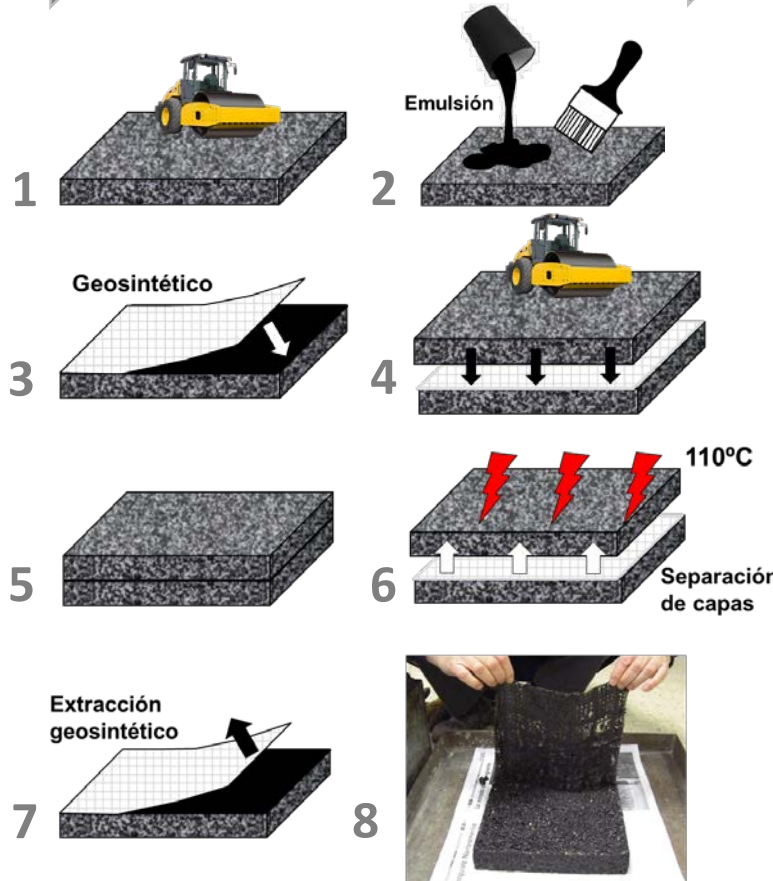 1
2
Emulsión
3
Geosintético
4
5
6
110ºC
Separación
de capas
7
Extracción
geosintético
8